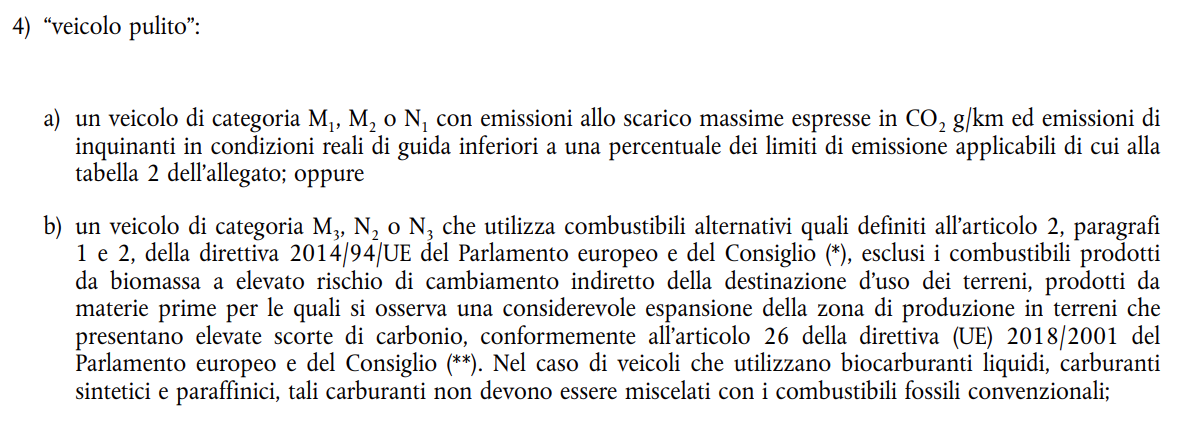 4) “veicolo pulito”:
a) un veicolo di categoria M₁, M₂ o N₁ con emissioni allo scarico massime espresse in CO₂ g/km ed emissioni di
inquinanti in condizioni reali di guida inferiori a una percentuale dei limiti di emissione applicabili di cui alla
tabella 2 dell’allegato; oppure
b) un veicolo di categoria M₃, N₂ o N₃ che utilizza combustibili alternativi quali definiti all’articolo 2, paragrafi
1 e 2, della direttiva 2014/94/UE del Parlamento europeo e del Consiglio (*), esclusi i combustibili prodotti
da biomassa a elevato rischio di cambiamento indiretto della destinazione d’uso dei terreni, prodotti da
materie prime per le quali si osserva una considerevole espansione della zona di produzione in terreni che
presentano elevate scorte di carbonio, conformemente all’articolo 26 della direttiva (UE) 2018/2001 del
Parlamento europeo e del Consiglio (**). Nel caso di veicoli che utilizzano biocarburanti liquidi, carburanti
sintetici e paraffinici, tali carburanti non devono essere miscelati con i combustibili fossili convenzionali;